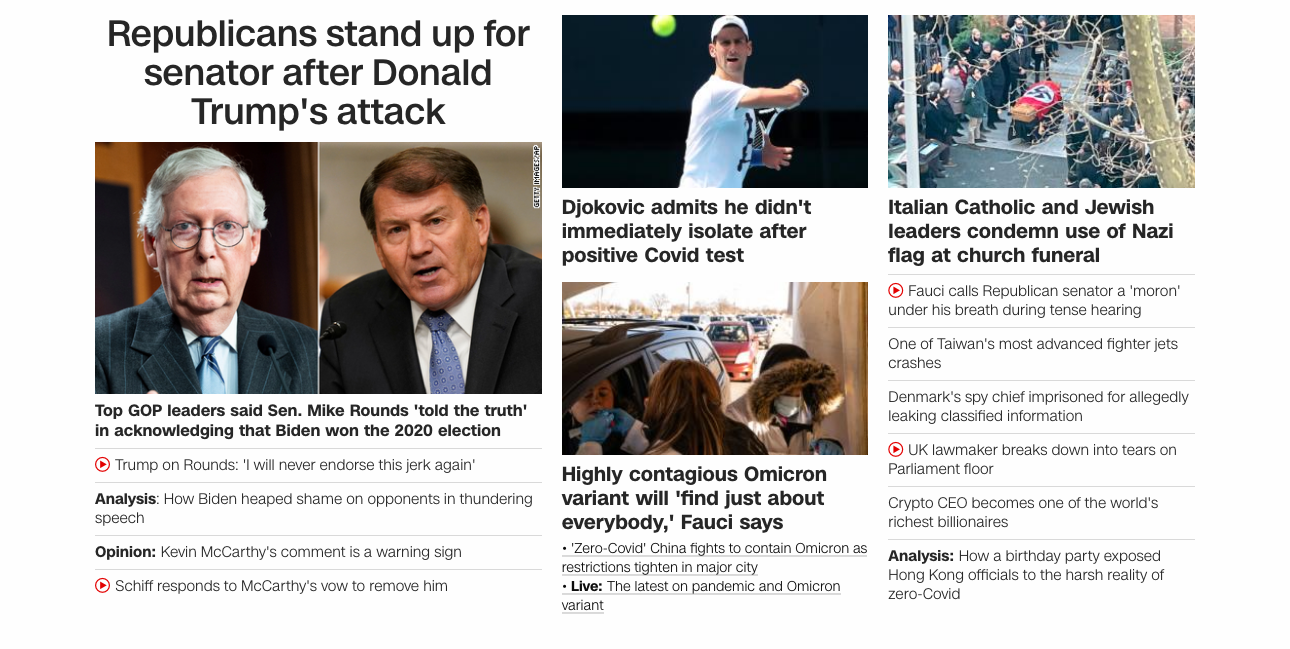 Republicans stand up for
senator after Donald
Trump's attack
GETTY IMAGES/AP
Top GOP leaders said Sen. Mike Rounds 'told the truth'
in acknowledging that Biden won the 2020 election
Trump on Rounds: 'I will never endorse this jerk again'
Analysis: How Biden heaped shame on opponents in thundering
speech
Opinion: Kevin McCarthy's comment is a warning sign
Schiff responds to McCarthy's vow to remove him
Djokovic admits he didn't
immediately isolate after
positive Covid test
Highly contagious Omicron
variant will 'find just about
everybody,' Fauci says
• 'Zero-Covid' China fights to contain Omicron as
restrictions tighten in major city
• Live: The latest on pandemic and Omicron
variant
Italian Catholic and Jewish
leaders condemn use of Nazi
flag at church funeral
Fauci calls Republican senator a 'moron'
under his breath during tense hearing
One of Taiwan's most advanced fighter jets
crashes
Denmark's spy chief imprisoned for allegedly
leaking classified information
UK lawmaker breaks down into tears on
Parliament floor
Crypto CEO becomes one of the world's
richest billionaires
Analysis: How a birthday party exposed
Hong Kong officials to the harsh reality of
zero-Covid